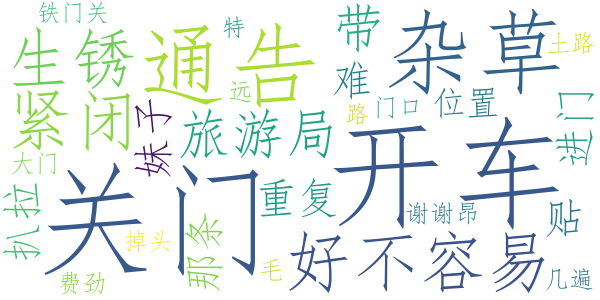 铁门关
特
带
杂草
土路
生锈
通告
难
远
路
门口
位置
进门
紧闭
妹子
旅游局
开车
大门
关门
重复
谢谢昂
贴
扒拉
掉头
那条
好不容易
费劲
毛
几遍